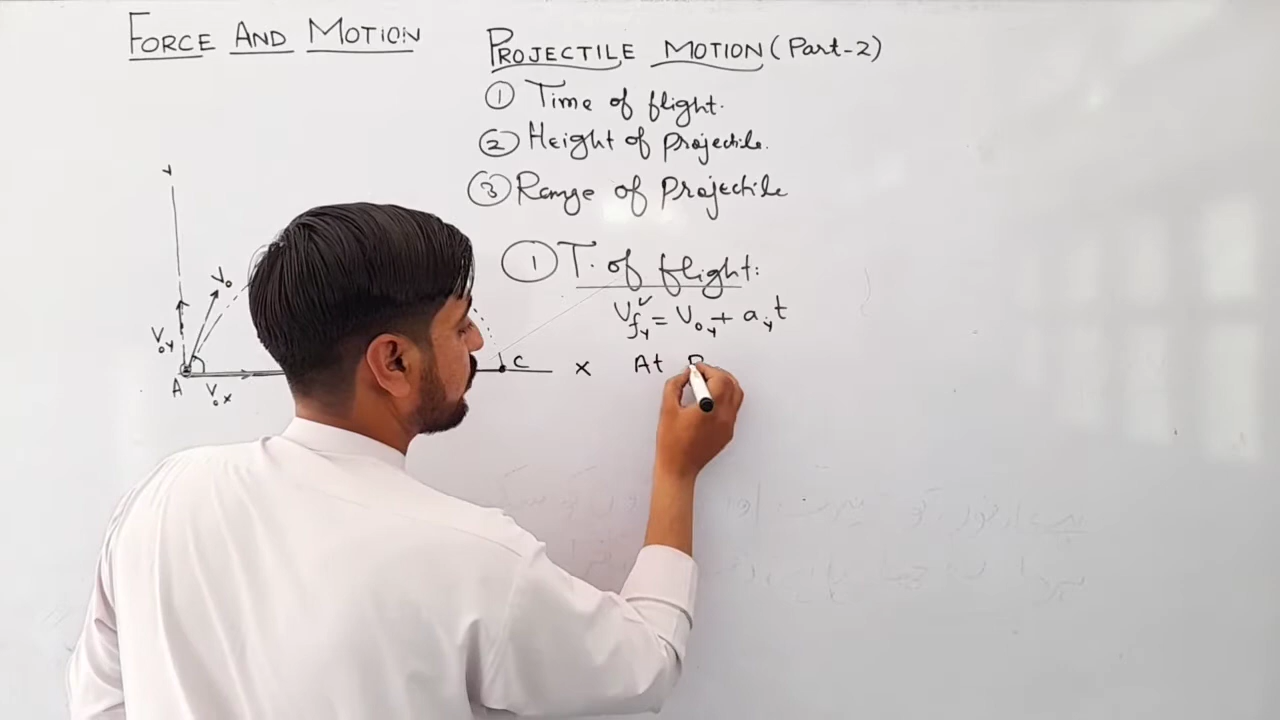 FORCE AND MOTION
PROJECTILE MOTION (Part-2)
① Time of flight.
② Height of projectile.
③ Range of Projectile
① T. of flight:
V_fy = V_oy + a_y t
At
Y
V_o
V_oy
A
V_ox
C
X